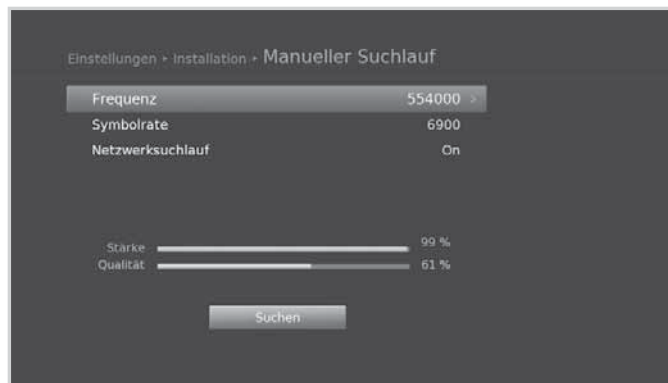 Einstellungen ▸ Installation ▸ Manueller Suchlauf
Frequenz 554000 >
Symbolrate 6900
Netzwerksuchlauf On
Stärke 99 %
Qualität 61 %
Suchen